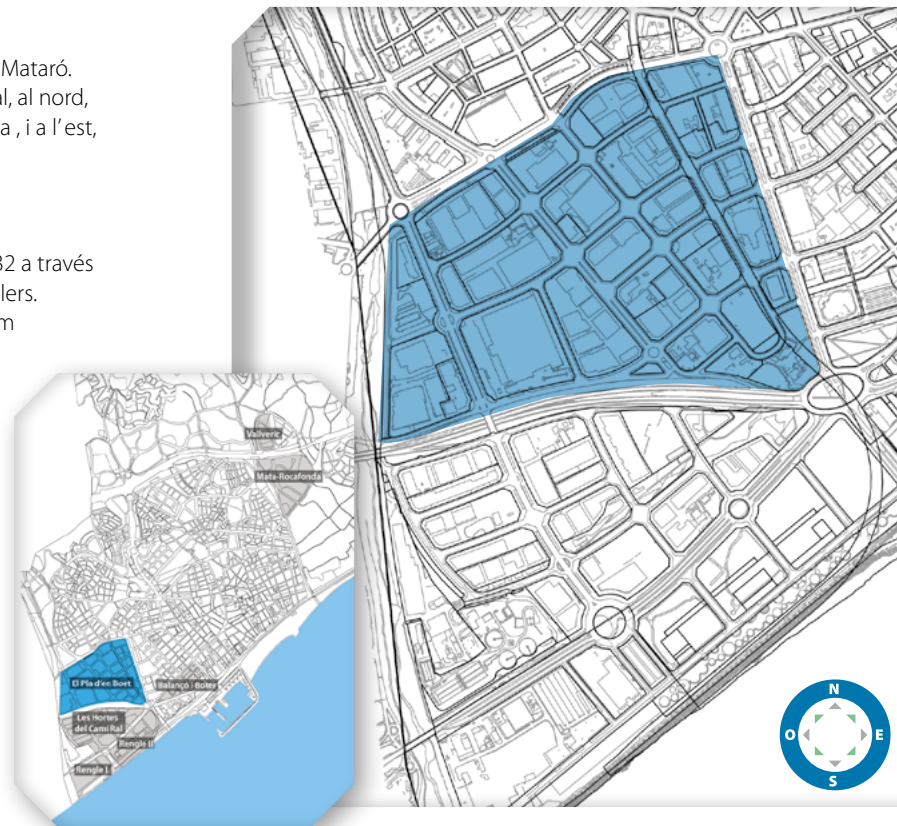 Mataró.
al, al nord,
a , i a l’est,
32 a través
lers.
m
Vallverit
Mata-Rocafonda
El Pla d'en Boet
Balançó i Boter
Les Hortes
del Camí Ral
Rengle II
Rengle I
N
O
E
S